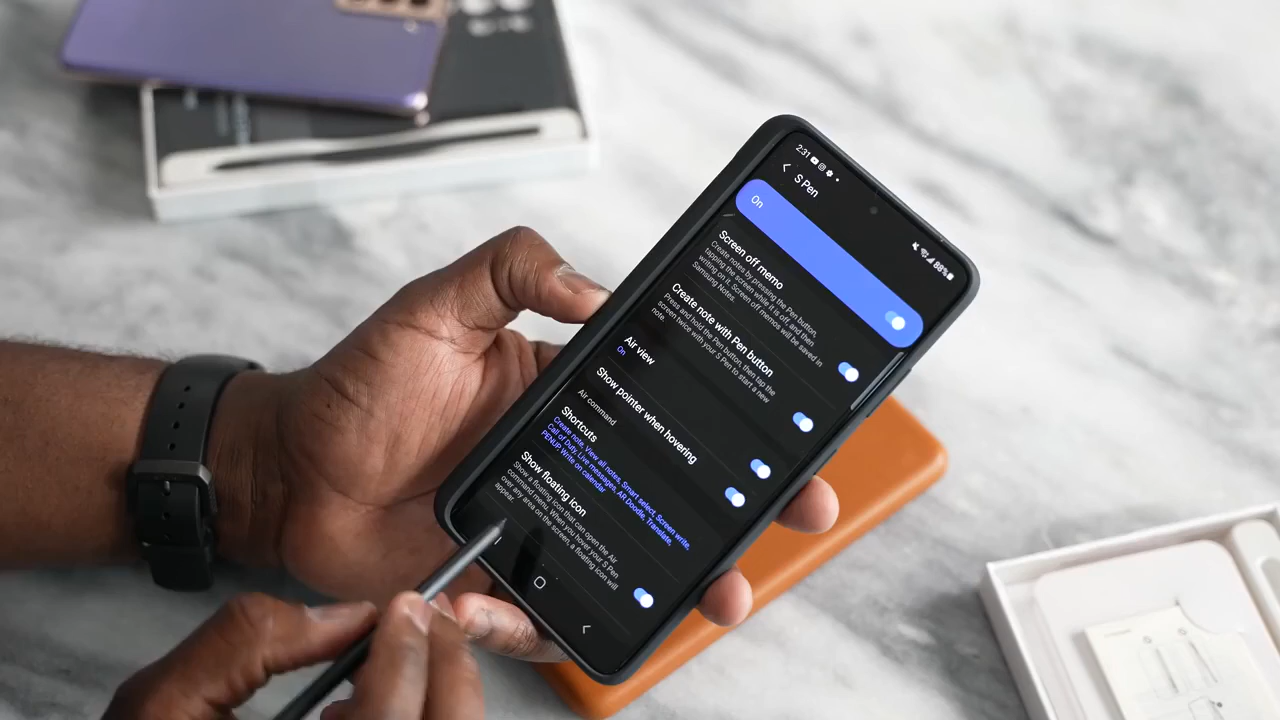 2:31
88%
S Pen
On
Screen off memo
Create notes by pressing the Pen button,
tapping the screen while it is off, and then
writing on it. Screen off memos will be saved in
Samsung Notes.
Create note with Pen button
Press and hold the Pen button, then tap the
screen twice with your S Pen to start a new
note.
Air view
On
Show pointer when hovering
Air command
Shortcuts
Create note, View all notes, Smart select, Screen write,
Call of Duty, Live messages, AR Doodle, Translate,
PENUP, Write on calendar
Show floating icon
Show a floating icon that can open the Air
command menu. When you hover your S Pen
over any area on the screen, a floating icon will
appear.